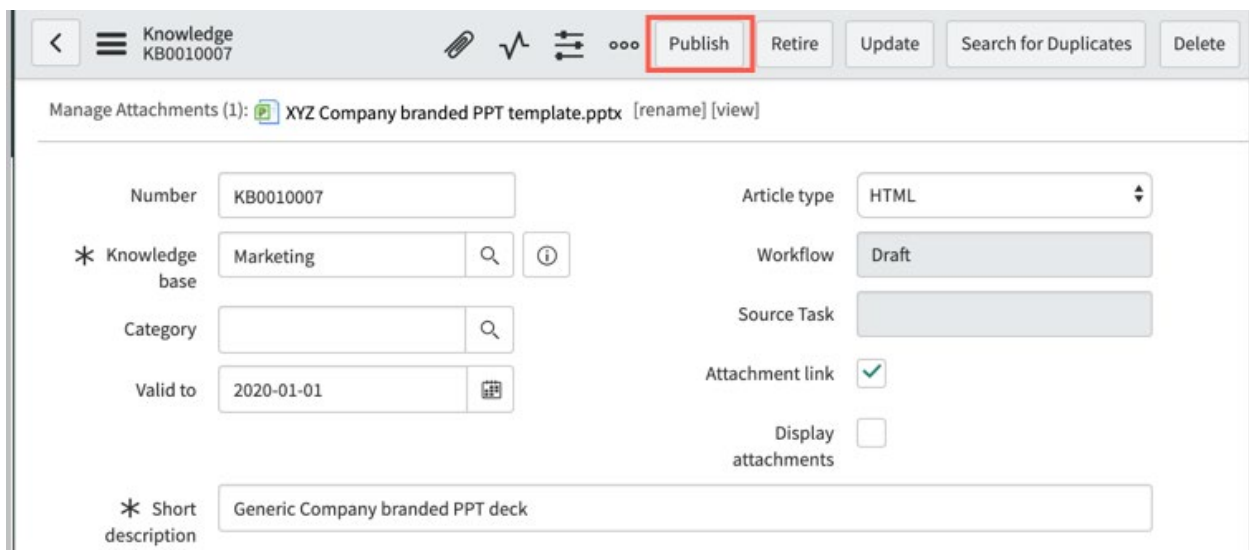 Knowledge
KB0010007
Publish
Retire
Update
Search for Duplicates
Delete
Manage Attachments (1): XYZ Company branded PPT template.pptx [rename] [view]
Number
KB0010007
Article type
HTML
Knowledge
base
Marketing
Workflow
Draft
Category
Source Task
Valid to
2020-01-01
Attachment link
Display
attachments
Short
description
Generic Company branded PPT deck